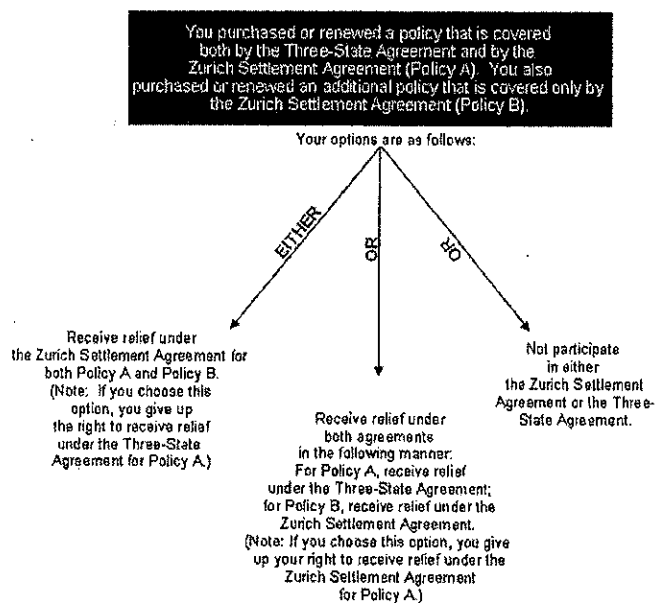 You purchased or renewed a policy that is covered
both by the Three-State Agreement and by the
Zurich Settlement Agreement (Policy A). You also
purchased or renewed an additional policy that is covered only by
the Zurich Settlement Agreement (Policy B).
Your options are as follows:
EITHER
OR
OR
Receive relief under
the Zurich Settlement Agreement for
both Policy A and Policy B.
(Note: If you choose this
option, you give up
the right to receive relief
under the Three-State
Agreement for Policy A.)
Receive relief under
both agreements
in the following manner:
For Policy A, receive relief
under the Three-State Agreement;
for Policy B, receive relief under the
Zurich Settlement Agreement.
(Note: If you choose this option, you give
up your right to receive relief under the
Zurich Settlement Agreement
for Policy A.)
Not participate
in either
the Zurich Settlement
Agreement or the Three-
State Agreement.